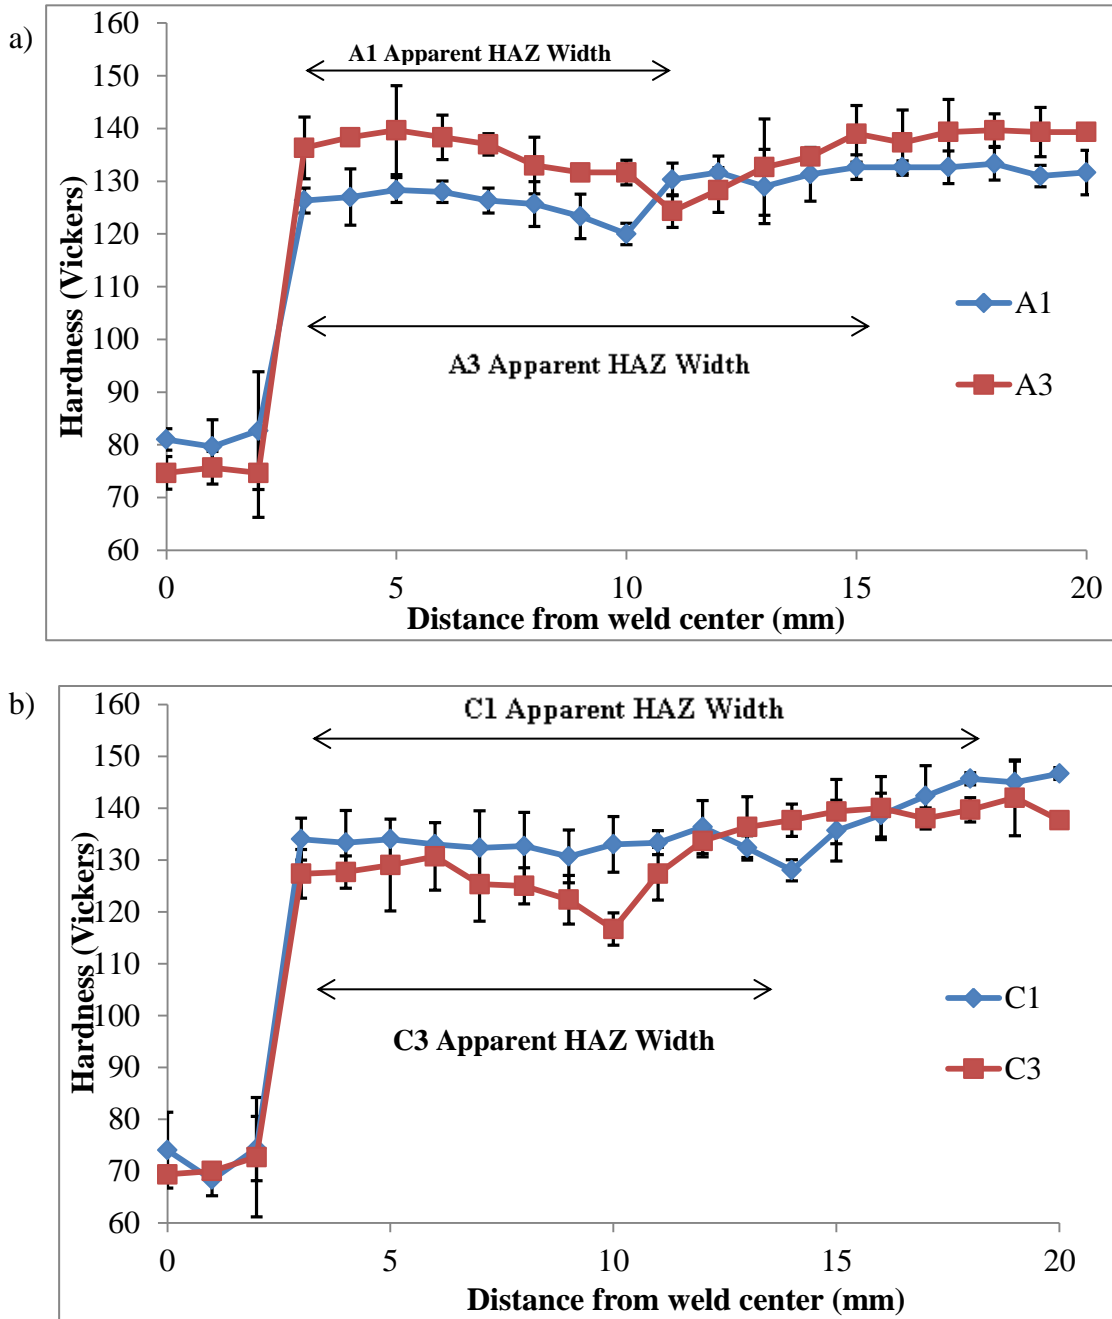 a)
160
150
140
130
120
110
100
90
80
70
60
Hardness (Vickers)
A1 Apparent HAZ Width
A3 Apparent HAZ Width
A1
A3
0 5 10 15 20
Distance from weld center (mm)
b)
160
150
140
130
120
110
100
90
80
70
60
Hardness (Vickers)
C1 Apparent HAZ Width
C3 Apparent HAZ Width
C1
C3
0 5 10 15 20
Distance from weld center (mm)